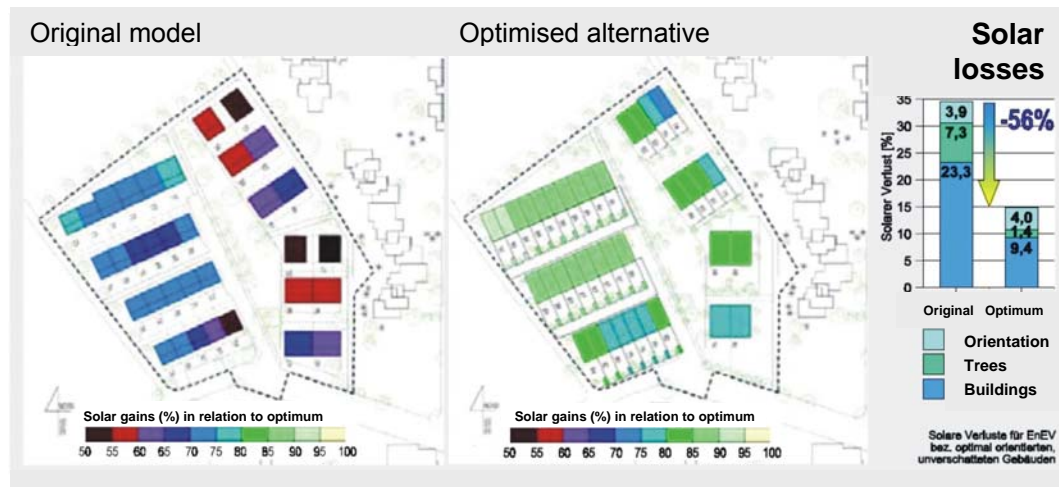 Original model
Optimised alternative
Solar
losses
Solarer Verlust [%]
35
30
25
20
15
10
5
0
3,9
7,3
23,3
-56%
4,0
1,4
9,4
Original Optimum
Orientation
Trees
Buildings
Solar gains (%) in relation to optimum
50 55 60 65 70 75 80 85 90 95 100
Solar gains (%) in relation to optimum
50 55 60 65 70 75 80 85 90 95 100
Solare Verluste für EnEV
bez. optimal orientierten,
unverschatteten Gebäuden